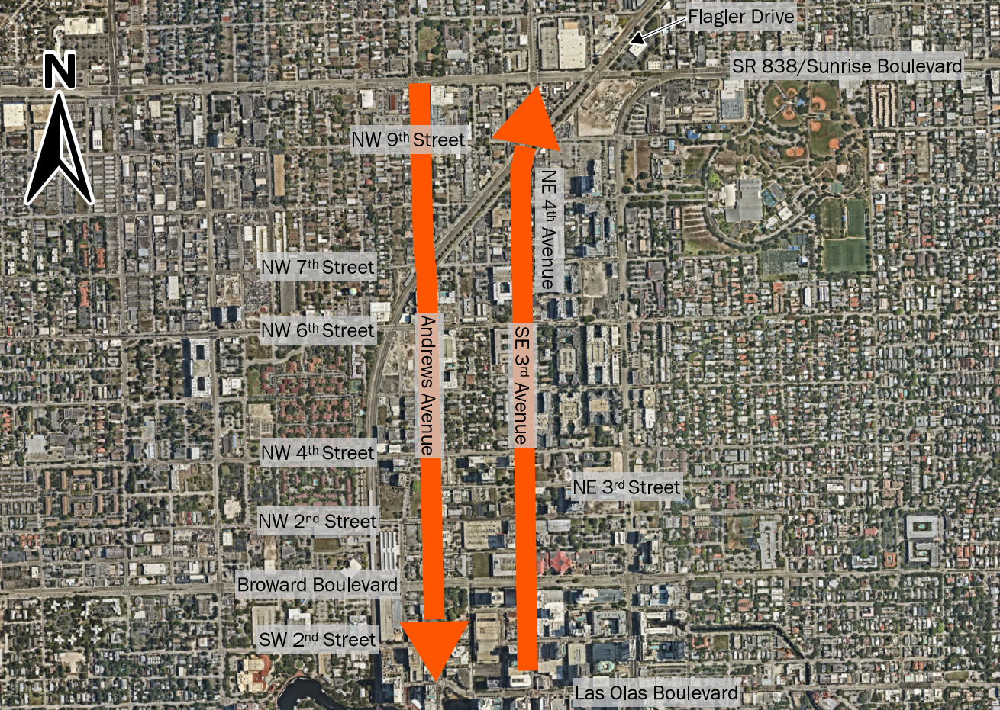 Flagler Drive
N
SR 838/Sunrise Boulevard
NW 9th Street
NE 4th Avenue
NW 7th Street
NW 6th Street
Andrews Avenue
SE 3rd Avenue
NW 4th Street
NE 3rd Street
NW 2nd Street
Broward Boulevard
SW 2nd Street
Las Olas Boulevard